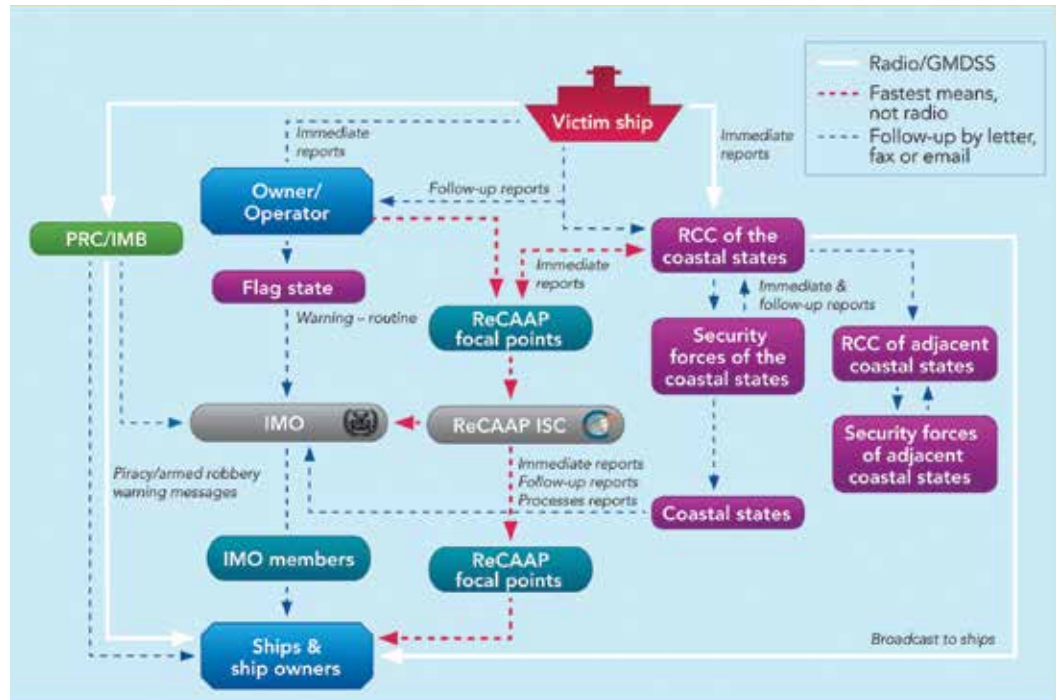 Radio/GMDSS
Fastest means,
not radio
Follow-up by letter,
fax or email
Victim ship
Immediate
reports
Immediate
reports
Owner/
Operator
Follow-up reports
PRC/IMB
RCC of the
coastal states
Flag state
Immediate
reports
Immediate &
follow-up reports
Warning – routine
ReCAAP
focal points
Security
forces of the
coastal states
RCC of adjacent
coastal states
IMO
ReCAAP ISC
Security forces
of adjacent
coastal states
Piracy/armed robbery
warning messages
Immediate reports
Follow-up reports
Processes reports
Coastal states
IMO members
ReCAAP
focal points
Ships &
ship owners
Broadcast to ships